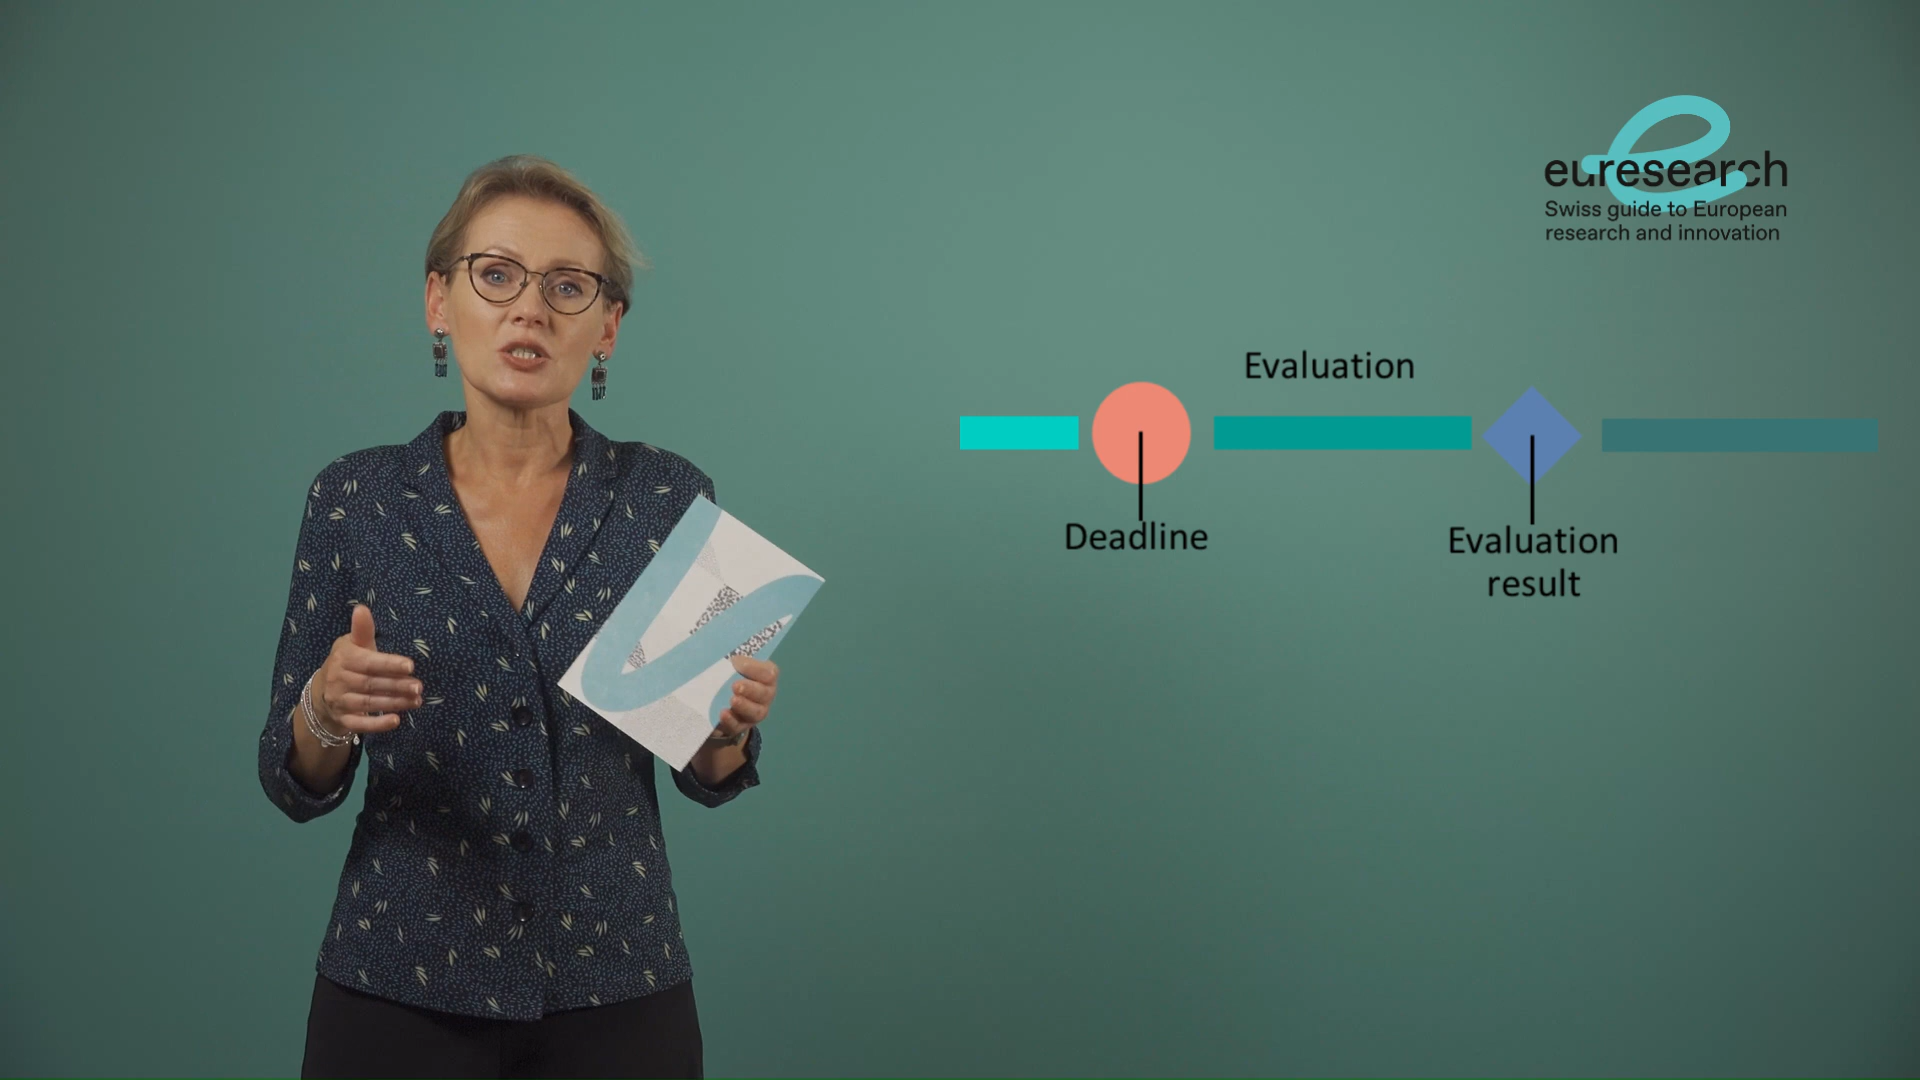 euresearch
Swiss guide to European
research and innovation
Evaluation
Deadline
Evaluation
result